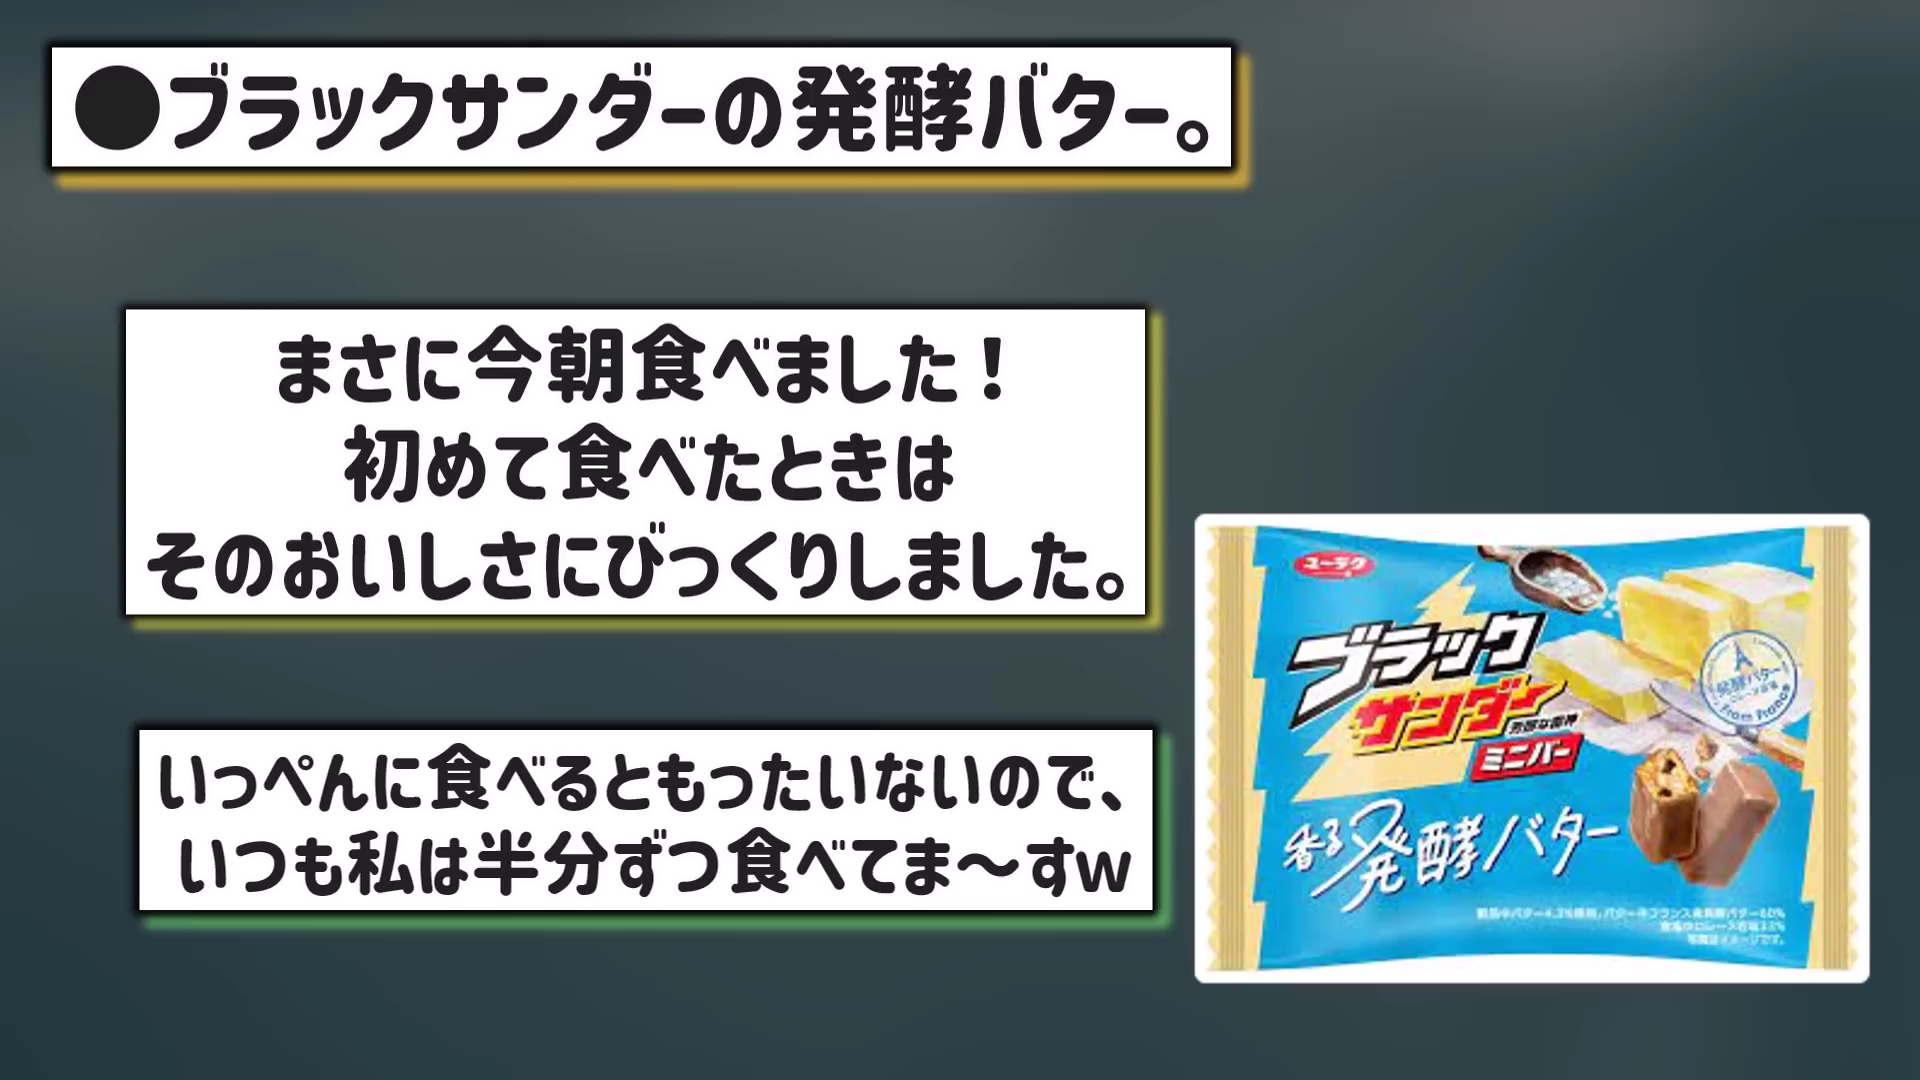 ●ブラックサンダーの発酵バター。
まさに今朝食べました！
初めて食べたときは
そのおいしさにびっくりしました。
いっぺんに食べるともったいないので、
いつも私は半分ずつ食べてま～すw
ユーラク
ブラック
サンダー
ミニバー
発酵バター
from France
香る発酵バター